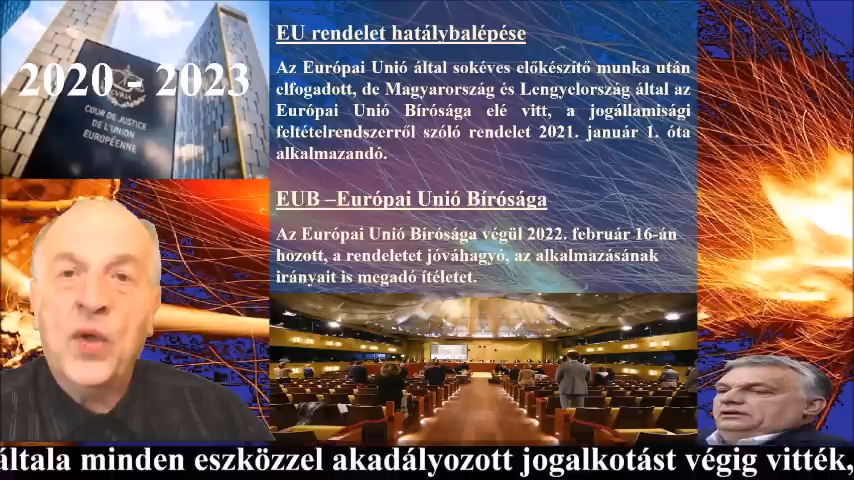 2020 - 2023
CVRIA
COUR DE JUSTICE
DE L'UNION
EUROPÉENNE
EU rendelet hatálybalépése
Az Európai Unió által sokéves előkészítő munka után
elfogadott, de Magyarország és Lengyelország által az
Európai Unió Bírósága elé vitt, a jogállamisági
feltételrendszerről szóló rendelet 2021. január 1. óta
alkalmazandó.
EUB –Európai Unió Bírósága
Az Európai Unió Bírósága végül 2022. február 16-án
hozott, a rendeletet jóváhagyó, az alkalmazásának
irányait is megadó ítéletet.
általa minden eszközzel akadályozott jogalkotást végig vitték,